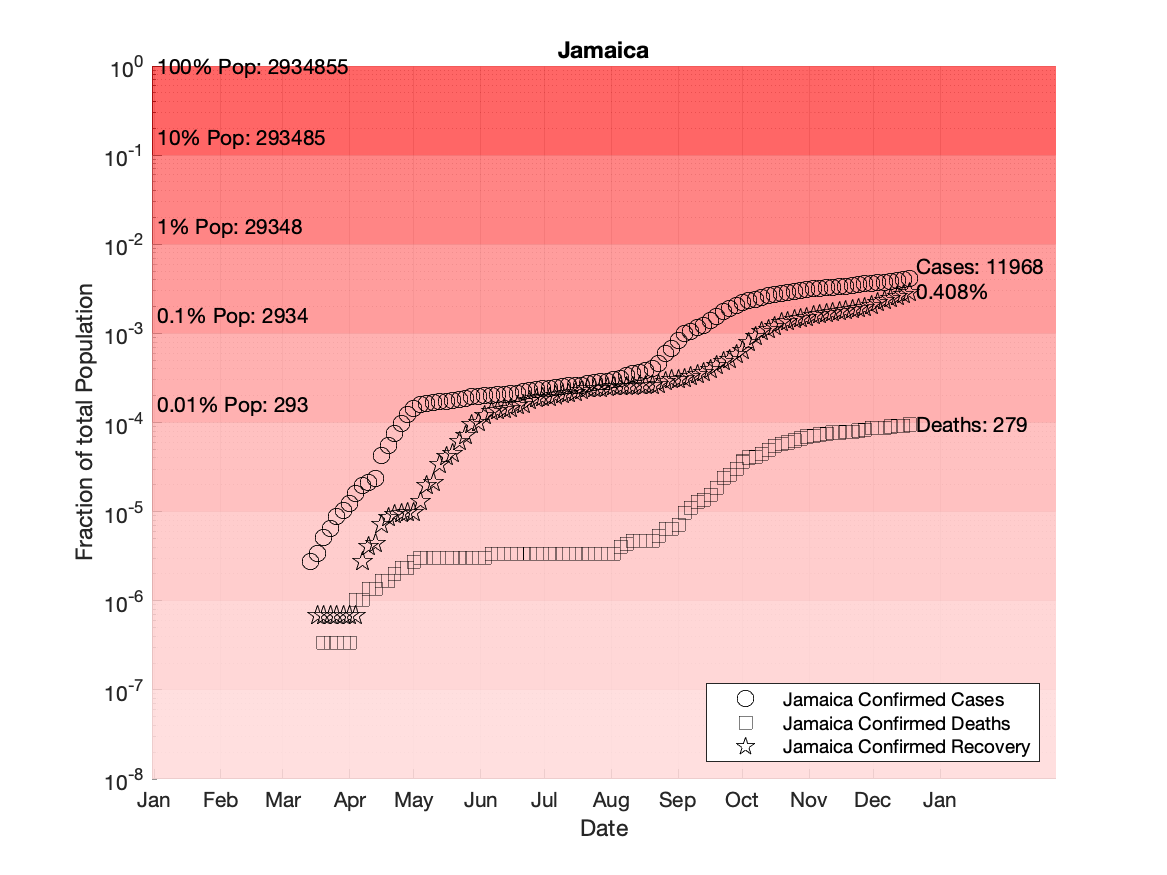 Jamaica
10^0
100% Pop: 2934855
10% Pop: 293485
10^-1
1% Pop: 29348
10^-2
Cases: 11968
0.408%
0.1% Pop: 2934
10^-3
0.01% Pop: 293
10^-4
Deaths: 279
10^-5
10^-6
10^-7
10^-8
Fraction of total Population
Jamaica Confirmed Cases
Jamaica Confirmed Deaths
Jamaica Confirmed Recovery
Jan Feb Mar Apr May Jun Jul Aug Sep Oct Nov Dec Jan
Date